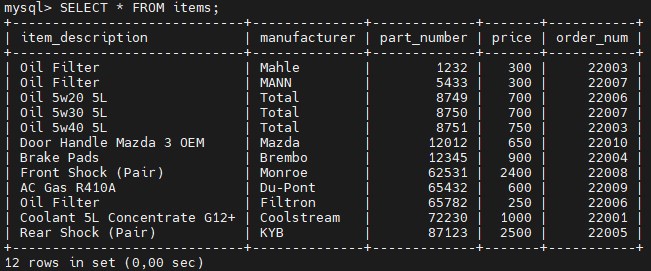 mysql> SELECT * FROM items;
+----------------------------+--------------+-------------+-------+-----------+
| item_description           | manufacturer | part_number | price | order_num |
+----------------------------+--------------+-------------+-------+-----------+
| Oil Filter                 | Mahle        |        1232 |   300 |     22003 |
| Oil Filter                 | MANN         |        5433 |   300 |     22007 |
| Oil 5w20 5L                | Total        |        8749 |   700 |     22006 |
| Oil 5w30 5L                | Total        |        8750 |   700 |     22007 |
| Oil 5w40 5L                | Total        |        8751 |   750 |     22003 |
| Door Handle Mazda 3 OEM    | Mazda        |       12012 |   650 |     22010 |
| Brake Pads                 | Brembo       |       12345 |   900 |     22004 |
| Front Shock (Pair)         | Monroe       |       62531 |  2400 |     22008 |
| AC Gas R410A               | Du-Pont      |       65432 |   600 |     22009 |
| Oil Filter                 | Filtron      |       65782 |   250 |     22006 |
| Coolant 5L Concentrate G12+ | Coolstream   |       72230 |  1000 |     22001 |
| Rear Shock (Pair)          | KYB          |       87123 |  2500 |     22005 |
+----------------------------+--------------+-------------+-------+-----------+
12 rows in set (0,00 sec)